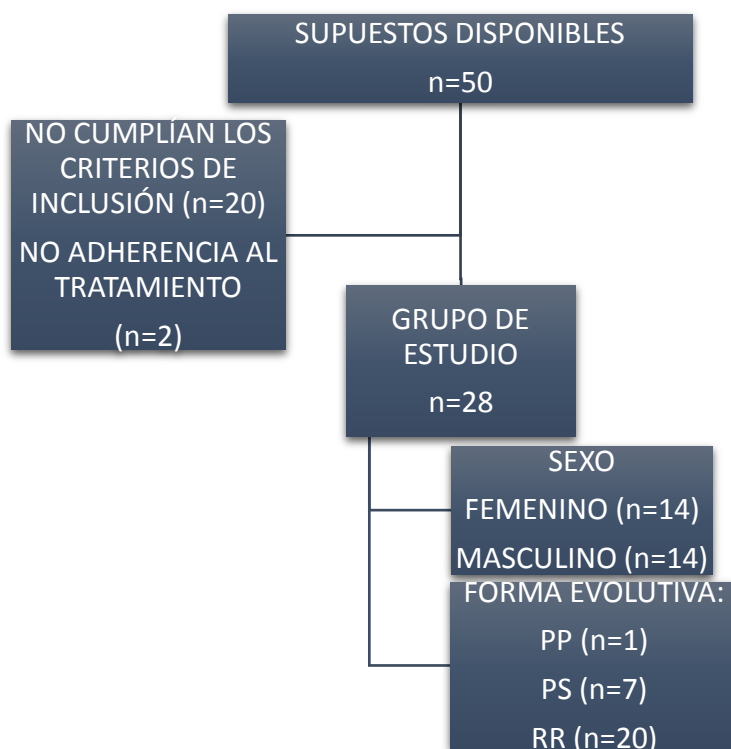 SUPUESTOS DISPONIBLES
n=50
NO CUMPLÍAN LOS
CRITERIOS DE
INCLUSIÓN (n=20)
NO ADHERENCIA AL
TRATAMIENTO
(n=2)
GRUPO DE
ESTUDIO
n=28
SEXO
FEMENINO (n=14)
MASCULINO (n=14)
FORMA EVOLUTIVA:
PP (n=1)
PS (n=7)
RR (n=20)